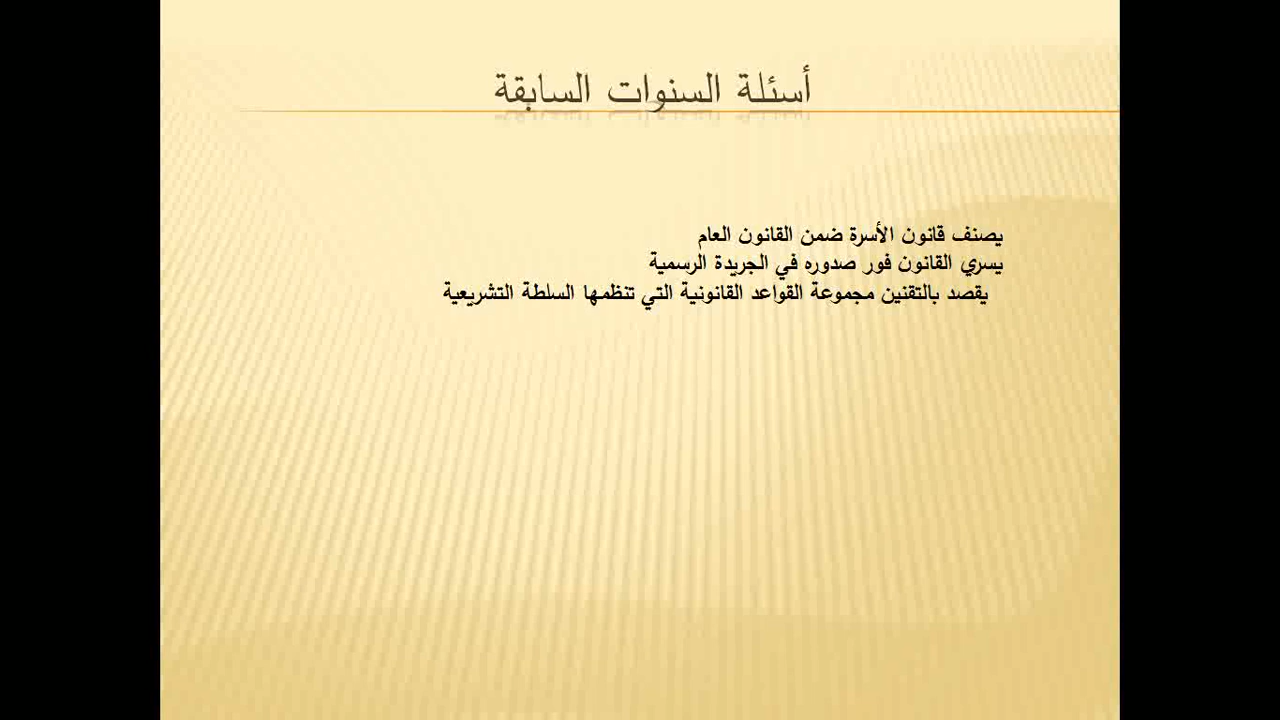 أسئلة السنوات السابقة
يصنف قانون الأسرة ضمن القانون العام
يسري القانون فور صدوره في الجريدة الرسمية
يقصد بالتقنين مجموعة القواعد القانونية التي تنظمها السلطة التشريعية